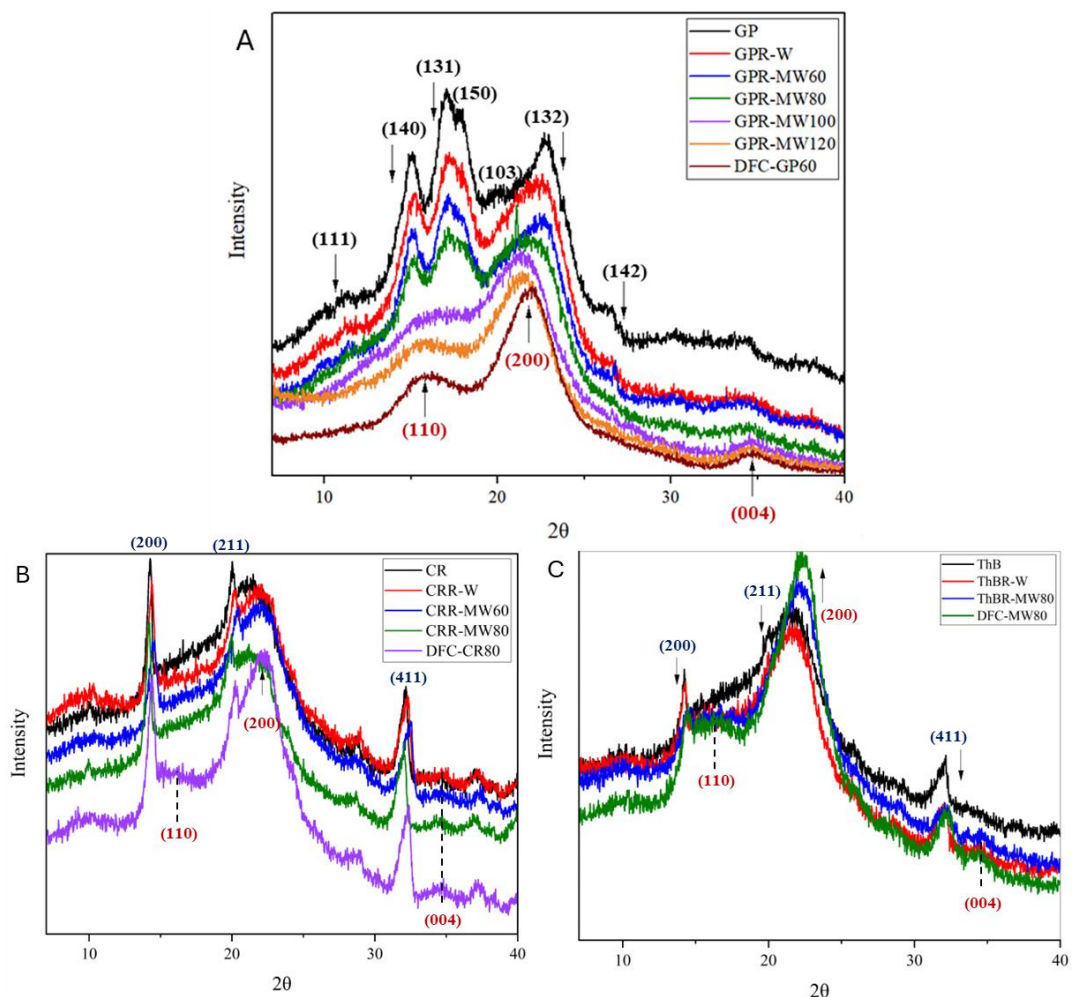 A
GP
GPR-W
GPR-MW60
GPR-MW80
GPR-MW100
GPR-MW120
DFC-GP60
(131)
(150)
(140)
(132)
(103)
(111)
(142)
(200)
(110)
(004)
Intensity
10 20 30 40
2θ
B
(200)
(211)
CR
CRR-W
CRR-MW60
CRR-MW80
DFC-CR80
(411)
(200)
(110)
(004)
Intensity
10 20 30 40
2θ
C
ThB
ThBR-W
ThBR-MW80
DFC-MW80
(211)
(200)
(200)
(411)
(110)
(004)
Intensity
10 20 30 40
2θ